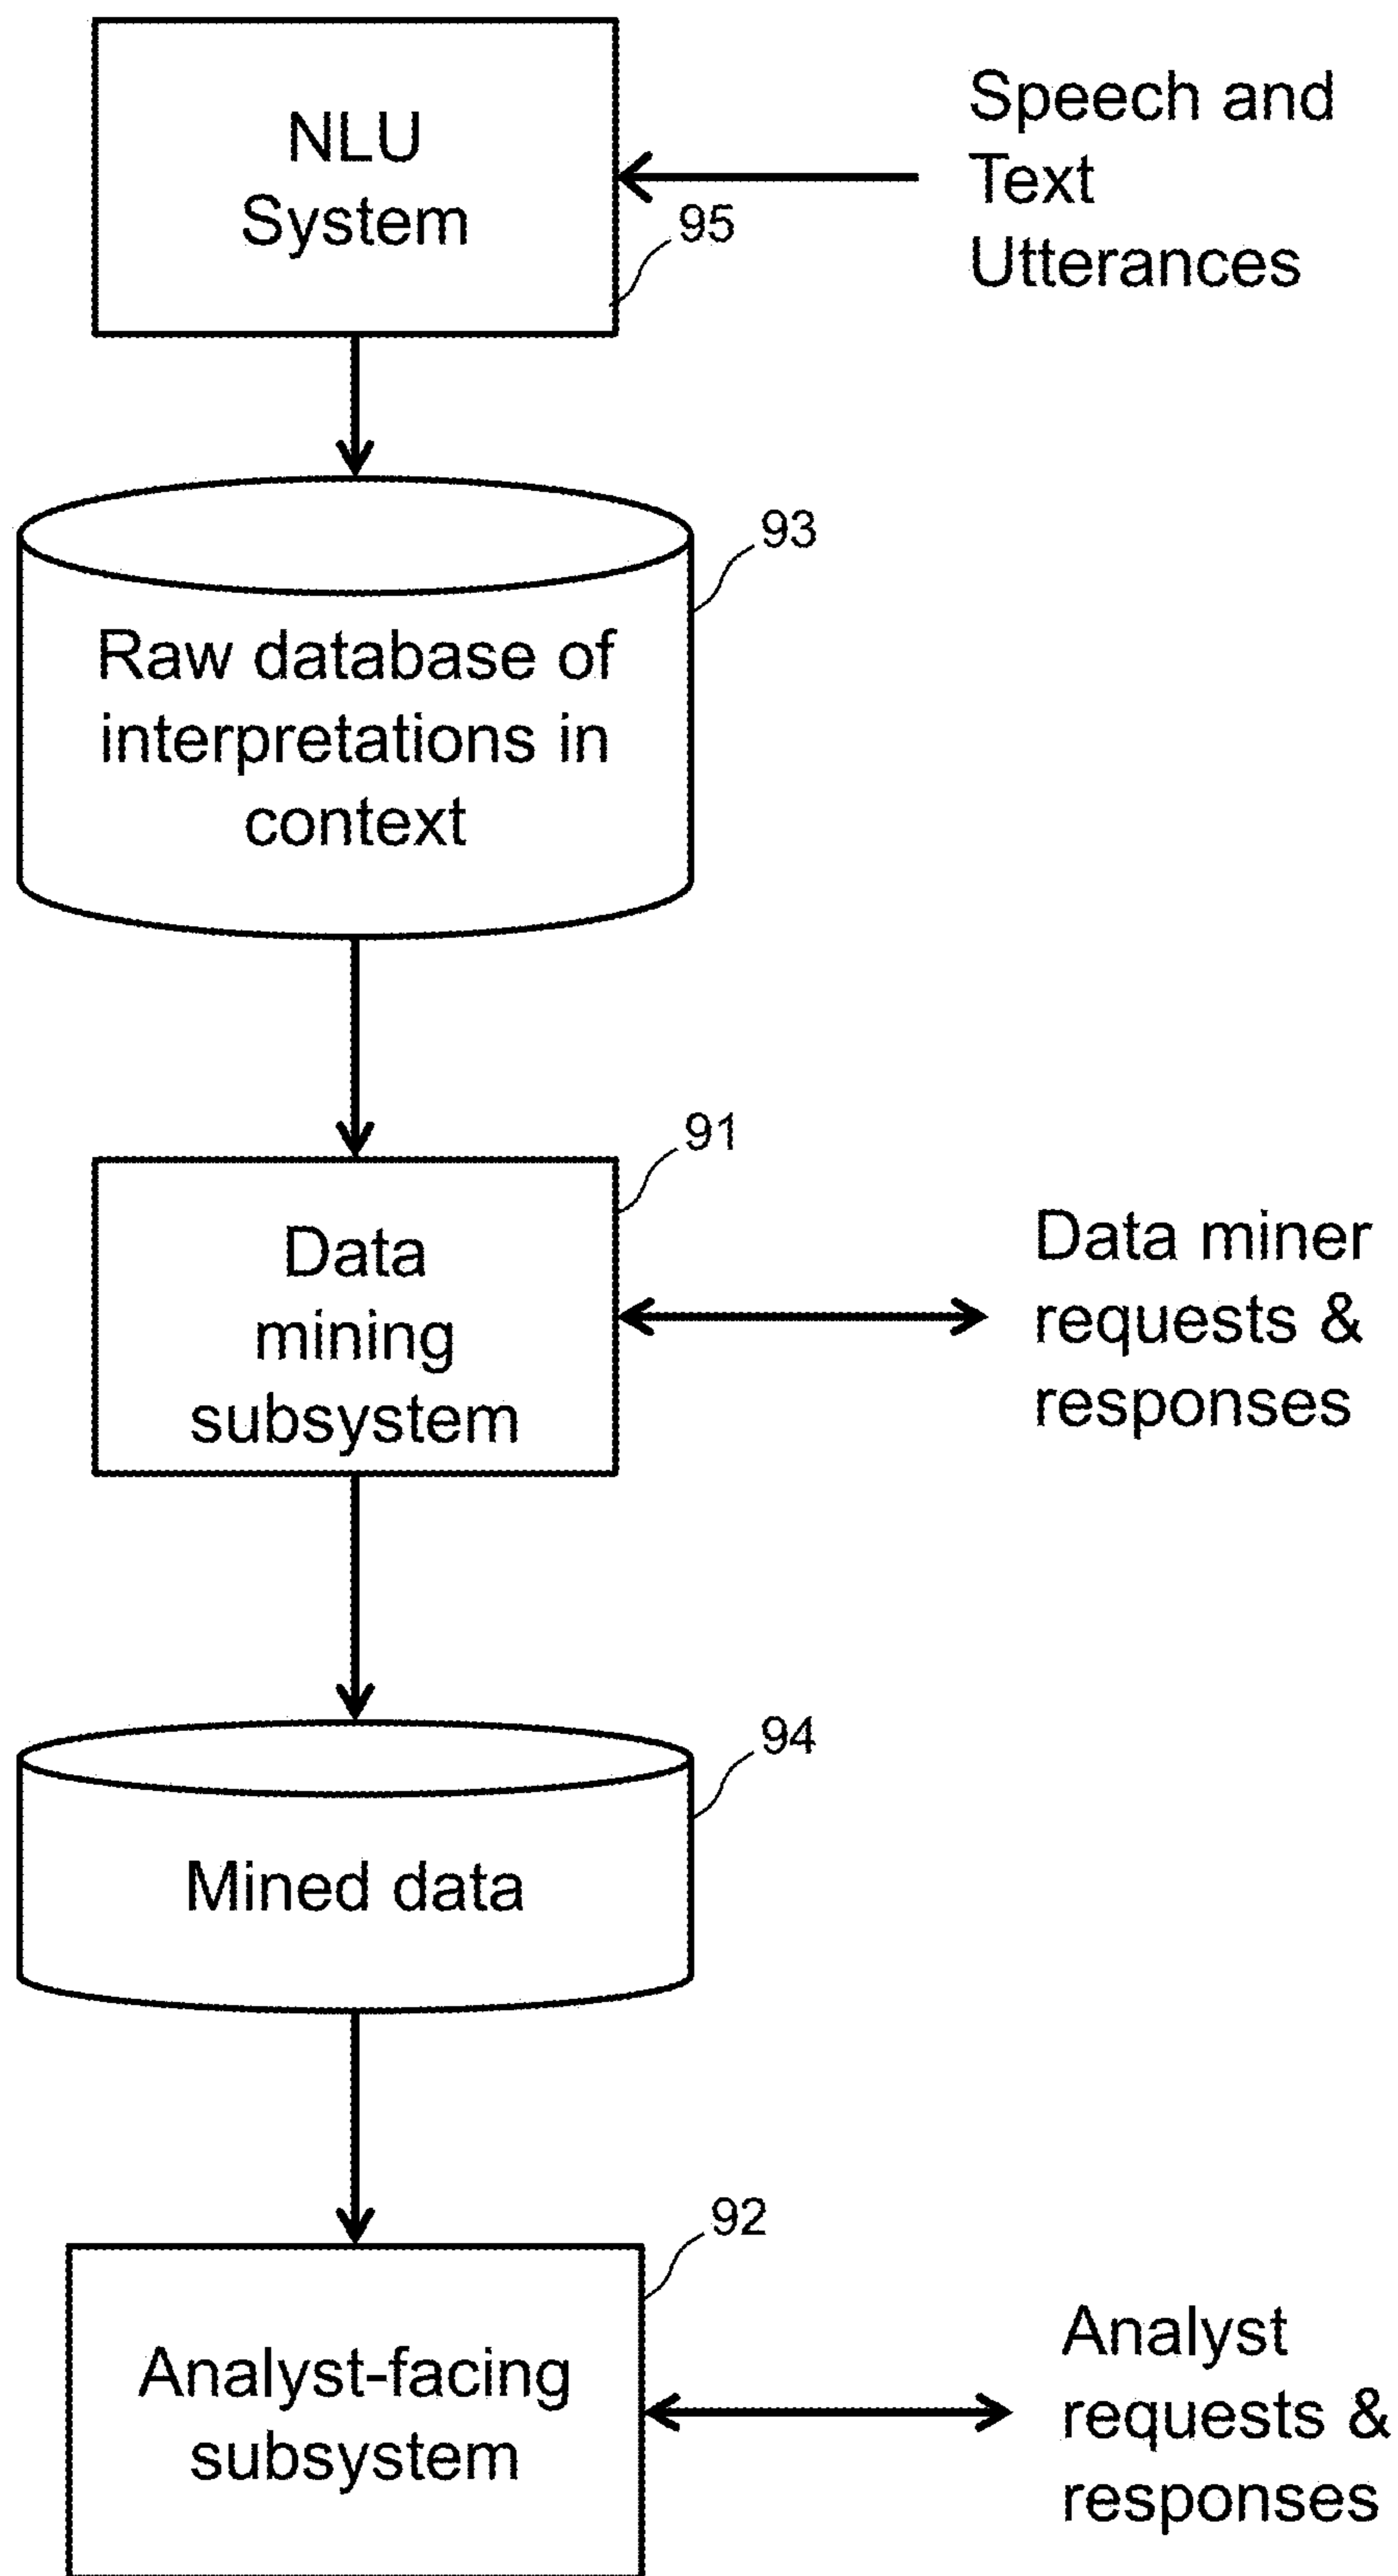 NLU
System
95
Speech and
Text
Utterances
93
Raw database of
interpretations in
context
91
Data
mining
subsystem
Data miner
requests &
responses
94
Mined data
92
Analyst-facing
subsystem
Analyst
requests &
responses